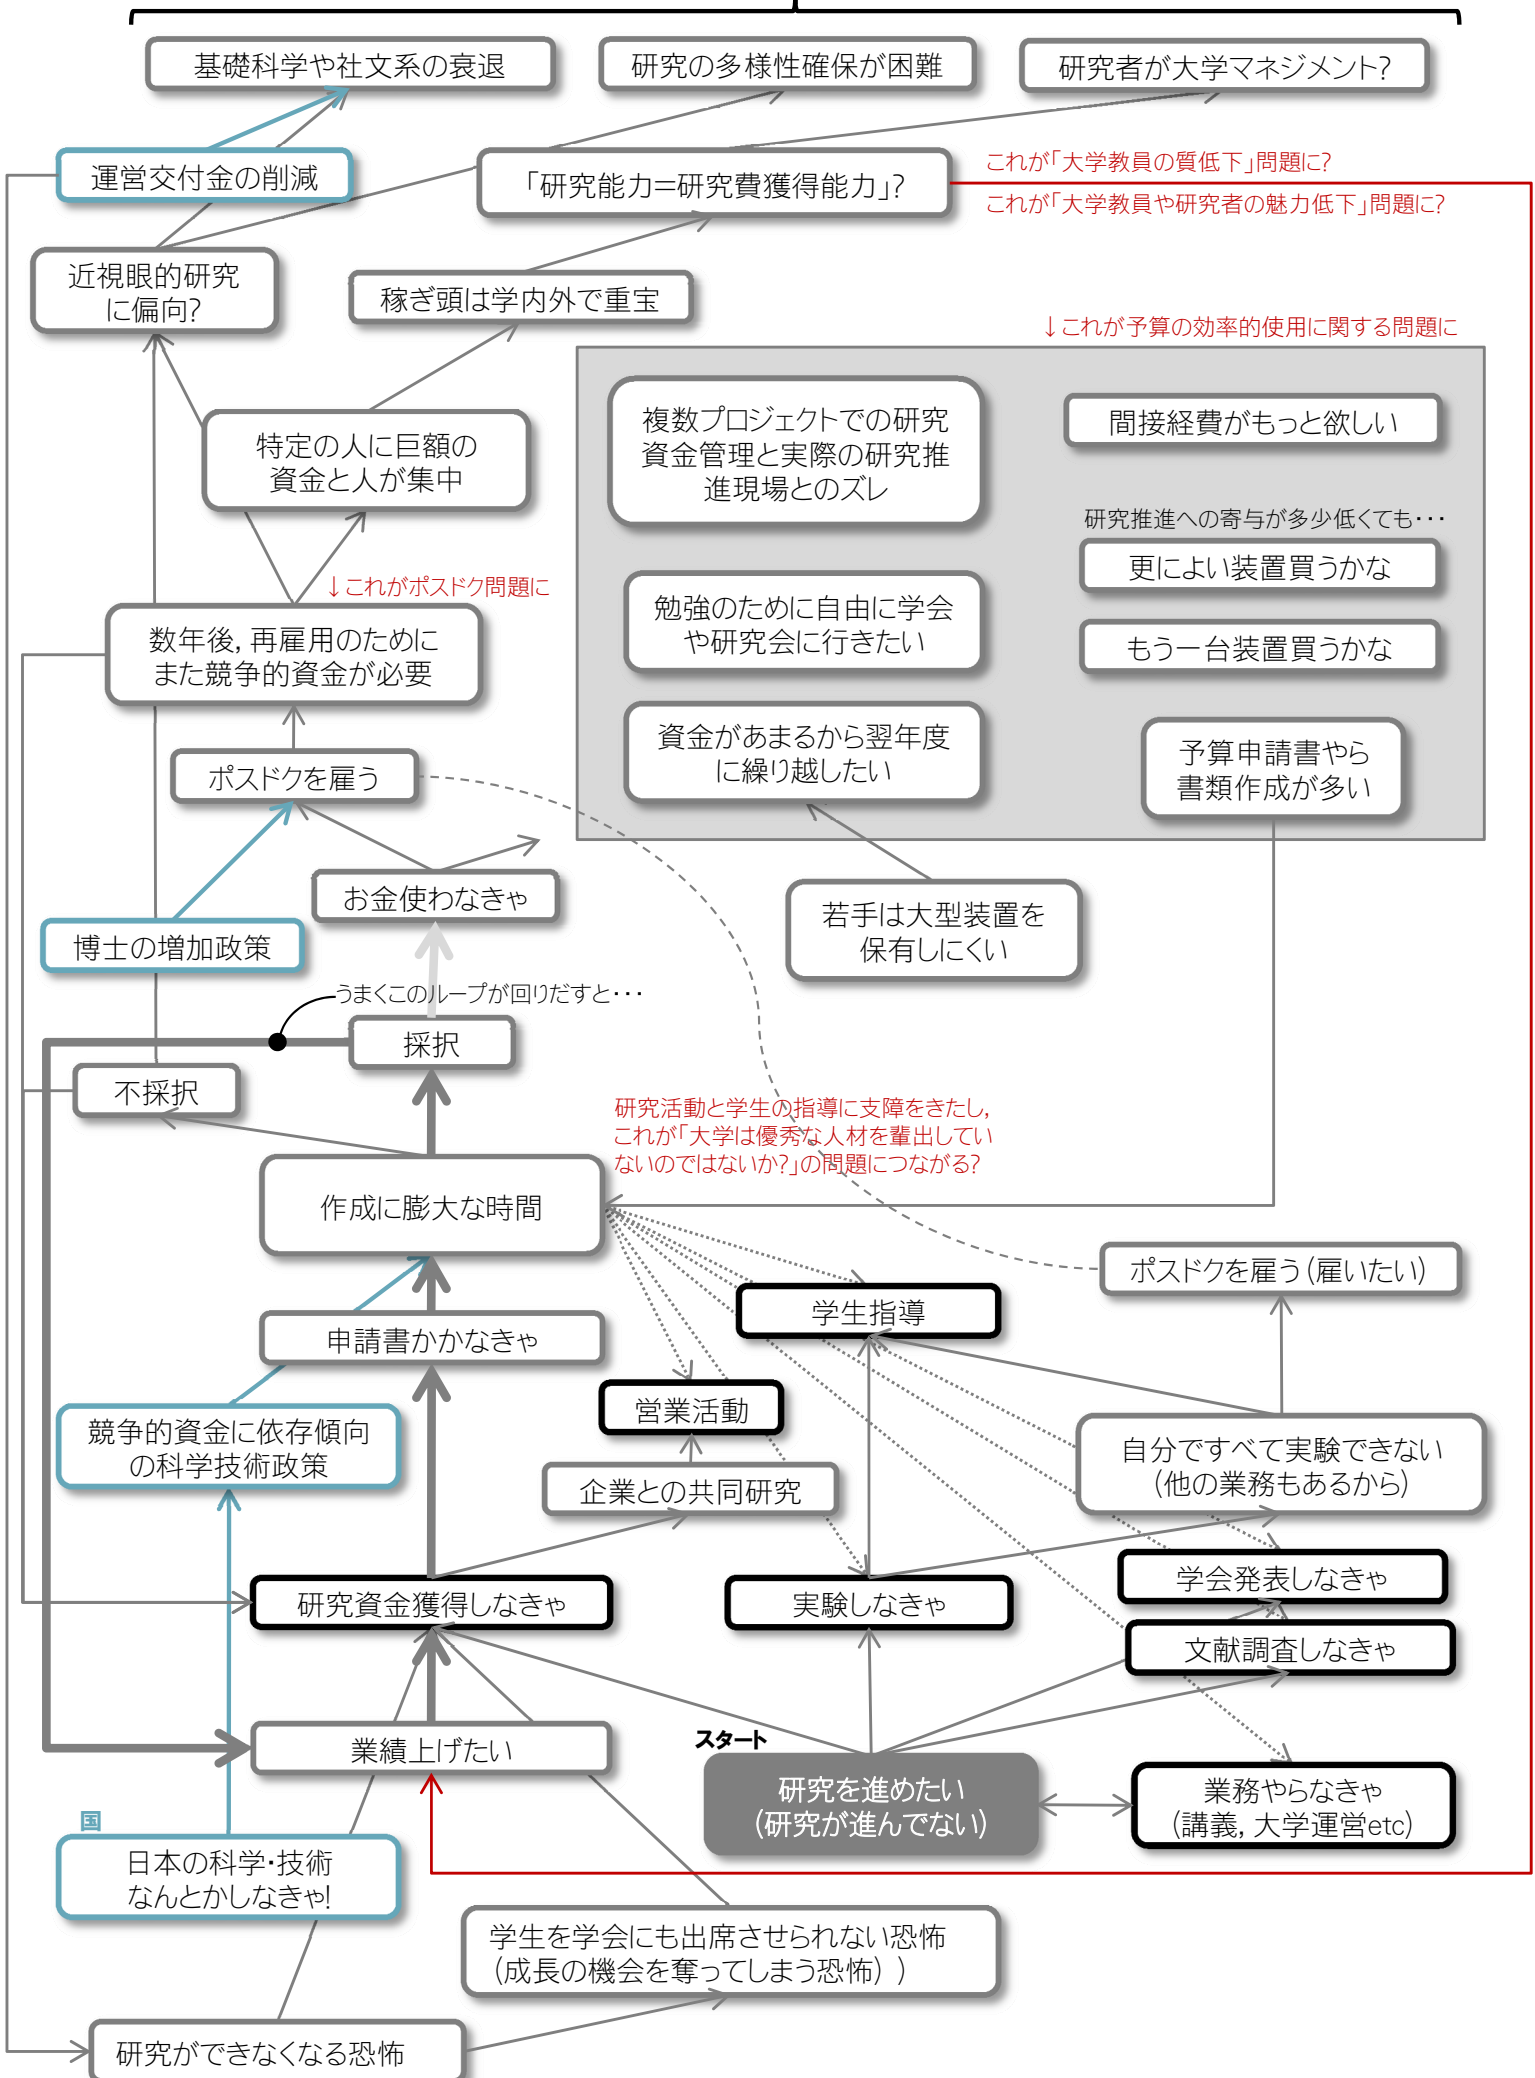 基礎科学や社文系の衰退
研究の多様性確保が困難
研究者が大学マネジメント?
運営交付金の削減
「研究能力=研究費獲得能力」?
これが「大学教員の質低下」問題に?
これが「大学教員や研究者の魅力低下」問題に?
近視眼的研究
に偏向?
稼ぎ頭は学内外で重宝
↓これが予算の効率的使用に関する問題に
特定の人に巨額の
資金と人が集中
複数プロジェクトでの研究
資金管理と実際の研究推
進現場とのズレ
間接経費がもっと欲しい
研究推進への寄与が多少低くても・・・
更によい装置買うかな
↓これがポスドク問題に
勉強のために自由に学会
や研究会に行きたい
もう一台装置買うかな
数年後,再雇用のために
また競争的資金が必要
資金があまるから翌年度
に繰り越したい
予算申請書やら
書類作成が多い
ポスドクを雇う
お金使わなきゃ
若手は大型装置を
保有しにくい
博士の増加政策
うまくこのループが回りだすと・・・
採択
不採択
研究活動と学生の指導に支障をきたし,
これが「大学は優秀な人材を輩出してい
ないのではないか?」の問題につながる?
作成に膨大な時間
ポスドクを雇う(雇いたい)
学生指導
申請書かかなきゃ
営業活動
競争的資金に依存傾向
の科学技術政策
自分ですべて実験できない
(他の業務もあるから)
企業との共同研究
学会発表しなきゃ
研究資金獲得しなきゃ
実験しなきゃ
文献調査しなきゃ
スタート
業績上げたい
研究を進めたい
(研究が進んでない)
業務やらなきゃ
(講義,大学運営etc)
国
日本の科学・技術
なんとかしなきゃ!
学生を学会にも出席させられない恐怖
(成長の機会を奪ってしまう恐怖))
研究ができなくなる恐怖